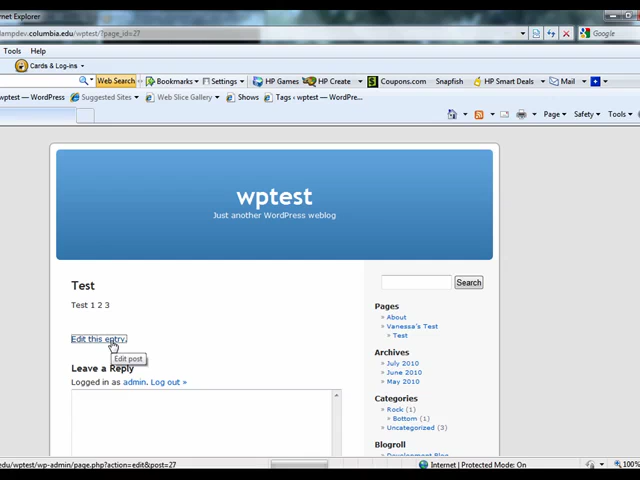 nternet Explorer
lampdev.columbia.edu/wptest/?page_id=27
Google
Tools Help
Cards & Log-ins
Web Search Bookmarks Settings HP Games HP Create Coupons.com Snapfish HP Smart Deals Mail
wptest — WordPress Suggested Sites Web Slice Gallery Shows Tags ‹ wptest — WordPre...
Page Safety Tools
wptest
Just another WordPress weblog
Test
Test 1 2 3
Edit this entry.
Edit post
Leave a Reply
Logged in as admin. Log out »
Search
Pages
» About
» Vanessa's Test
» Test
Archives
» July 2010
» June 2010
» May 2010
Categories
» Rock (1)
» Bottom (1)
» Uncategorized (3)
Blogroll
» Development Blog
edu/wptest/wp-admin/page.php?action=edit&post=27
Internet | Protected Mode: On
100%